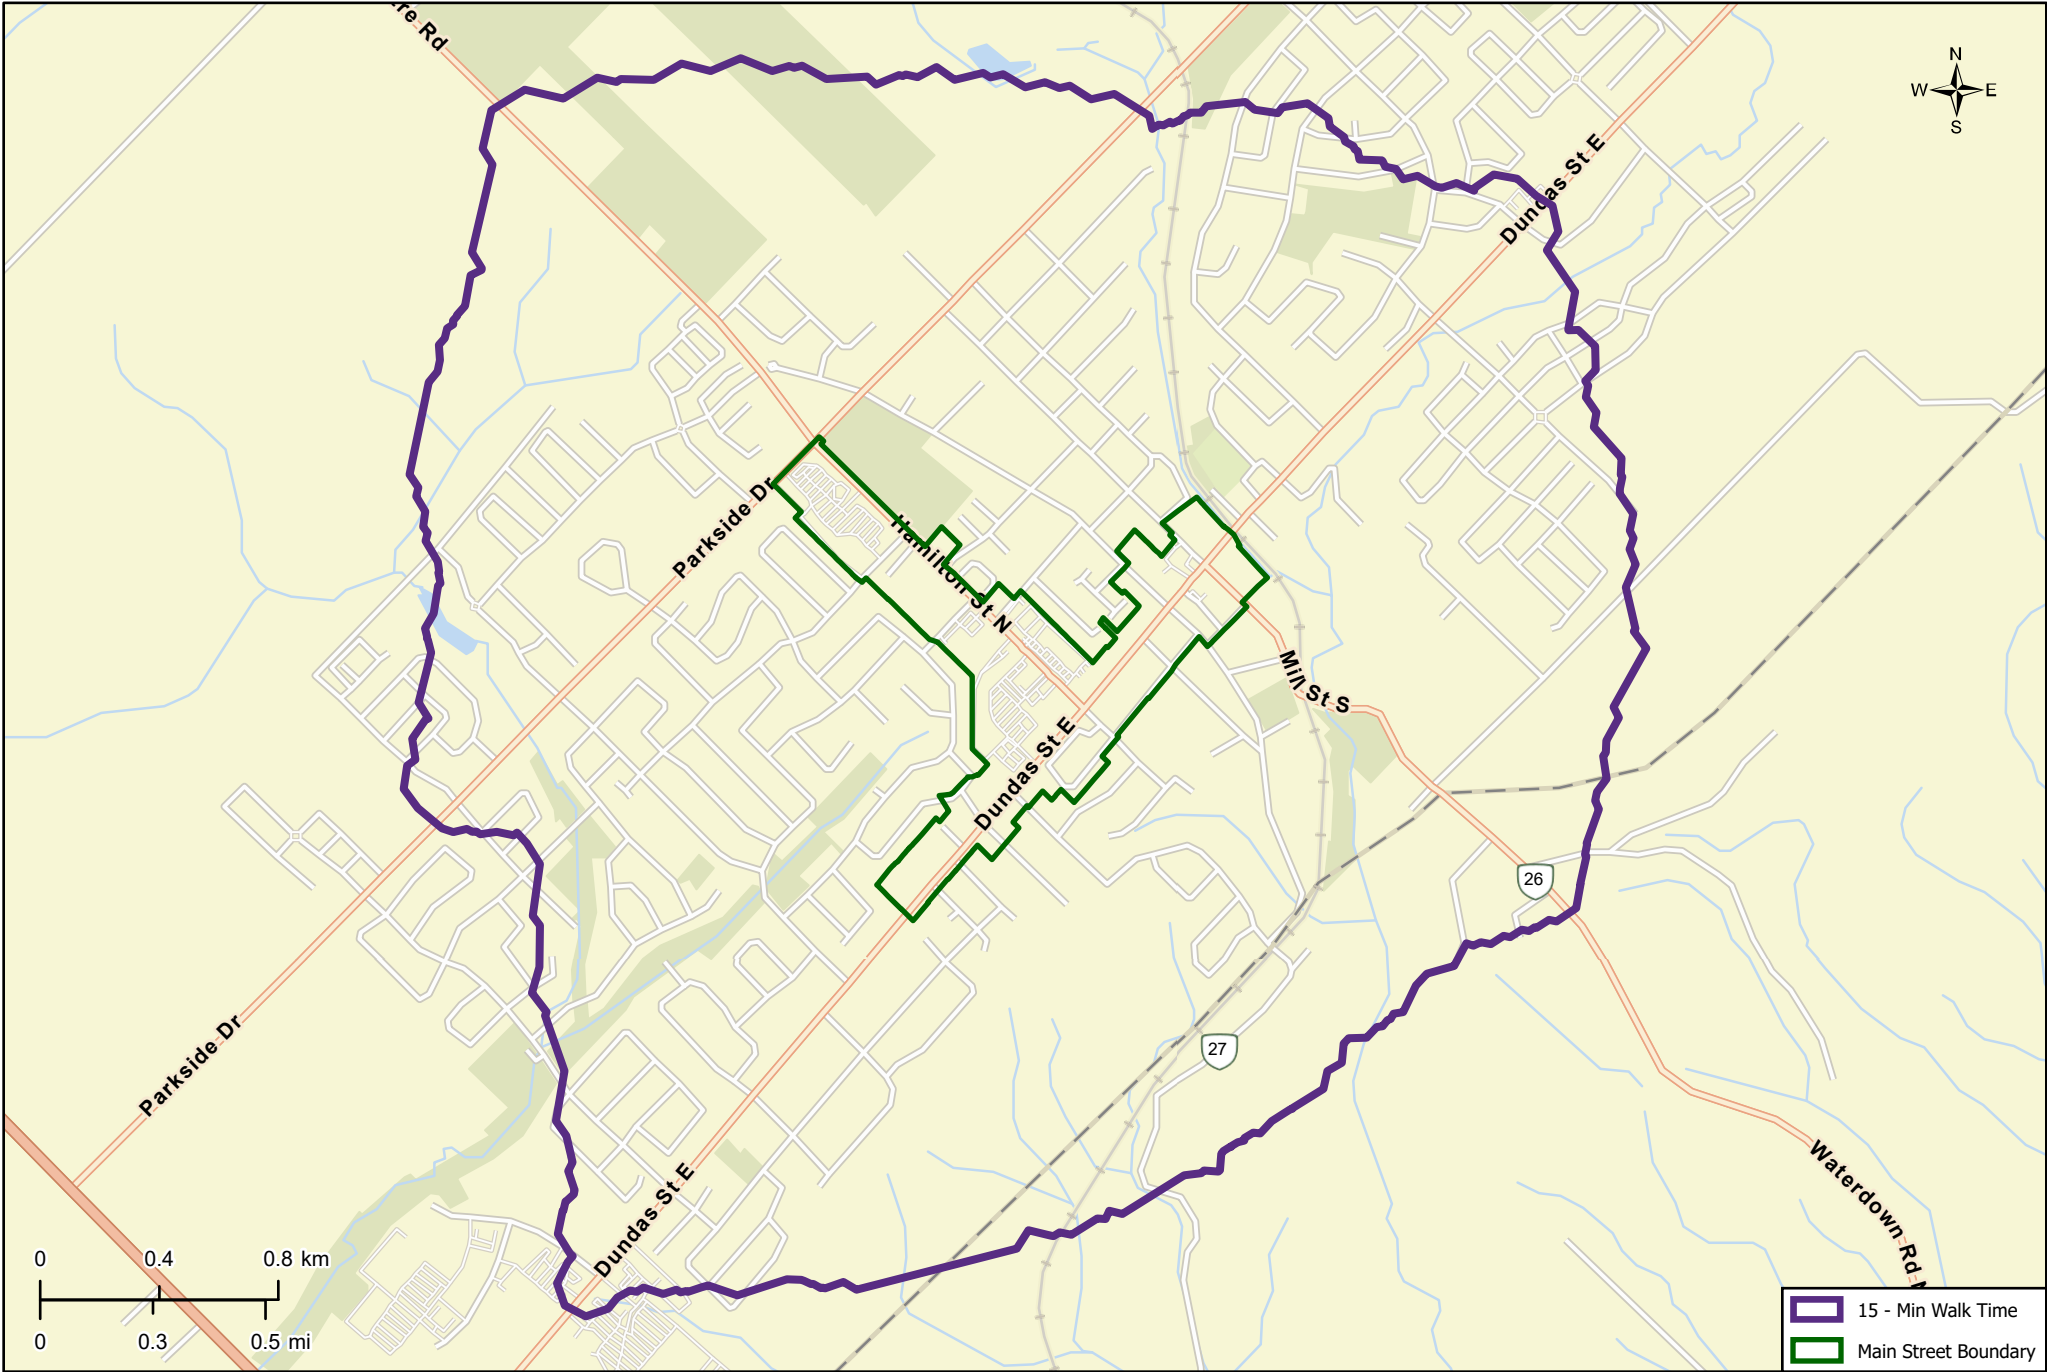 re Rd
N
W E
S
Dundas St E
Parkside Dr
Hamilton St N
Mill St S
Dundas St E
26
27
Parkside Dr
Dundas St E
Waterdown Rd N
0 0.4 0.8 km
0 0.3 0.5 mi
15 - Min Walk Time
Main Street Boundary